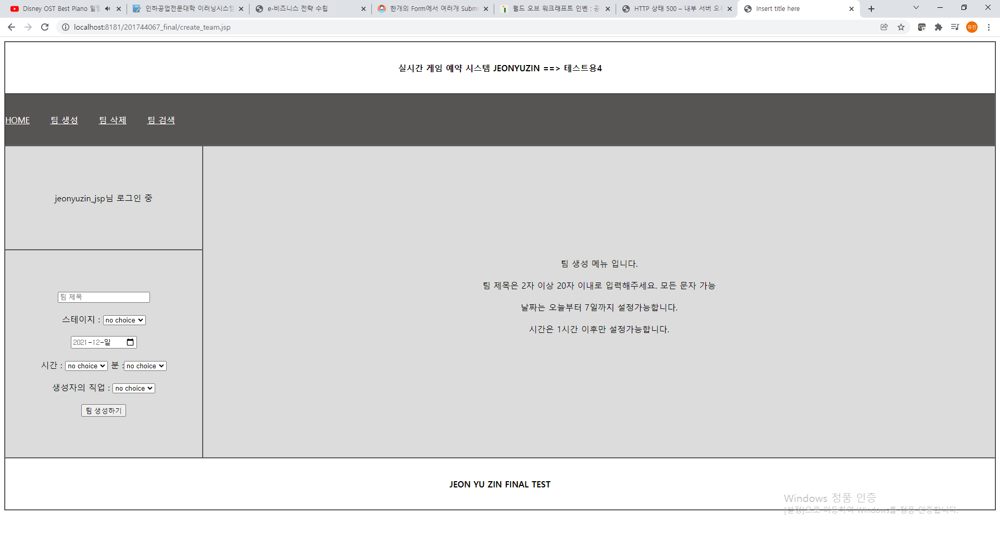 Disney OST Best Piano 일할
인하공업전문대학 이러닝시스템
e-비즈니스 전략 수립
한개의 Form에서 여러개 Submi
월드 오브 워크래프트 인벤 : 공
HTTP 상태 500 – 내부 서버 오류
Insert title here
localhost:8181/201744067_final/create_team.jsp
유진
실시간 게임 예약 시스템 JEONYUZIN ==> 테스트용4
HOME 팀 생성 팀 삭제 팀 검색
jeonyuzin_jsp님 로그인 중
팀 제목
스테이지 : no choice
2021-12-일
시간 : no choice 분 :no choice
생성자의 직업 : no choice
팀 생성하기
팀 생성 메뉴 입니다.
팀 제목은 2자 이상 20자 이내로 입력해주세요. 모든 문자 가능
날짜는 오늘부터 7일까지 설정가능합니다.
시간은 1시간 이후만 설정가능합니다.
JEON YU ZIN FINAL TEST
Windows 정품 인증
[설정]으로 이동하여 Windows를 정품 인증합니다.